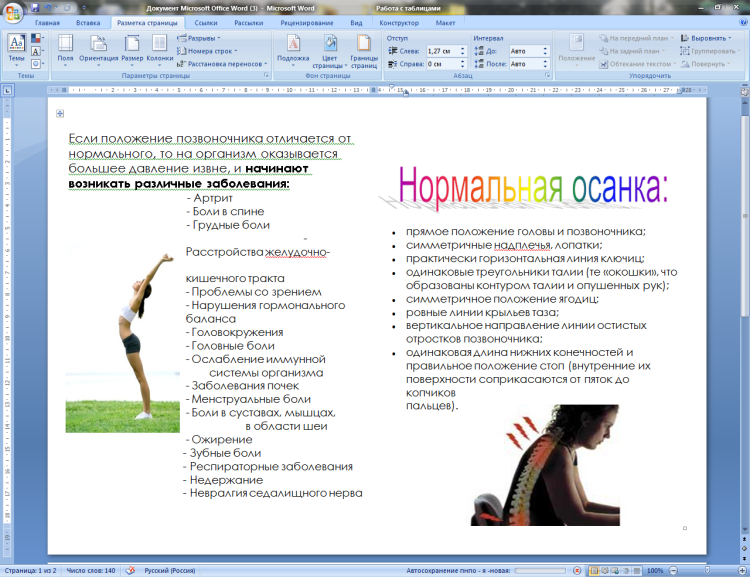 Документ Microsoft Office Word (3) - Microsoft Word
Работа с таблицами
Главная Вставка Разметка страницы Ссылки Рассылки Рецензирование Вид Конструктор Макет
Темы
Поля Ориентация Размер Колонки
Разрывы
Номера строк
Расстановка переносов
Подложка Цвет страницы Границы страниц
Отступ
Слева: 1,27 см
Справа: 0 см
Интервал
До: Авто
После: Авто
Положение
На передний план
На задний план
Обтекание текстом
Выровнять
Группировать
Повернуть
Темы Параметры страницы Фон страницы Абзац Упорядочить
Если положение позвоночника отличается от
нормального, то на организм оказывается
большее давление извне, и начинают
возникать различные заболевания:
- Артрит
- Боли в спине
- Грудные боли
-
Расстройства желудочно-
кишечного тракта
- Проблемы со зрением
- Нарушения гормонального
баланса
- Головокружения
- Головные боли
- Ослабление иммунной
системы организма
- Заболевания почек
- Менструальные боли
- Боли в суставах, мышцах,
в области шеи
- Ожирение
- Зубные боли
- Респираторные заболевания
- Недержание
- Невралгия седалищного нерва
Нормальная осанка:
• прямое положение головы и позвоночника;
• симметричные надплечья, лопатки;
• практически горизонтальная линия ключиц;
• одинаковые треугольники талии (те «окошки», что
образованы контуром талии и опущенных рук);
• симметричное положение ягодиц;
• ровные линии крыльев таза;
• вертикальное направление линии остистых
отростков позвоночника;
• одинаковая длина нижних конечностей и
правильное положение стоп (внутренние их
поверхности соприкасаются от пяток до
копчиков
пальцев).
Страница: 1 из 2 Число слов: 140 Русский (Россия) Автосохранение пнпо - я -новая: 100%